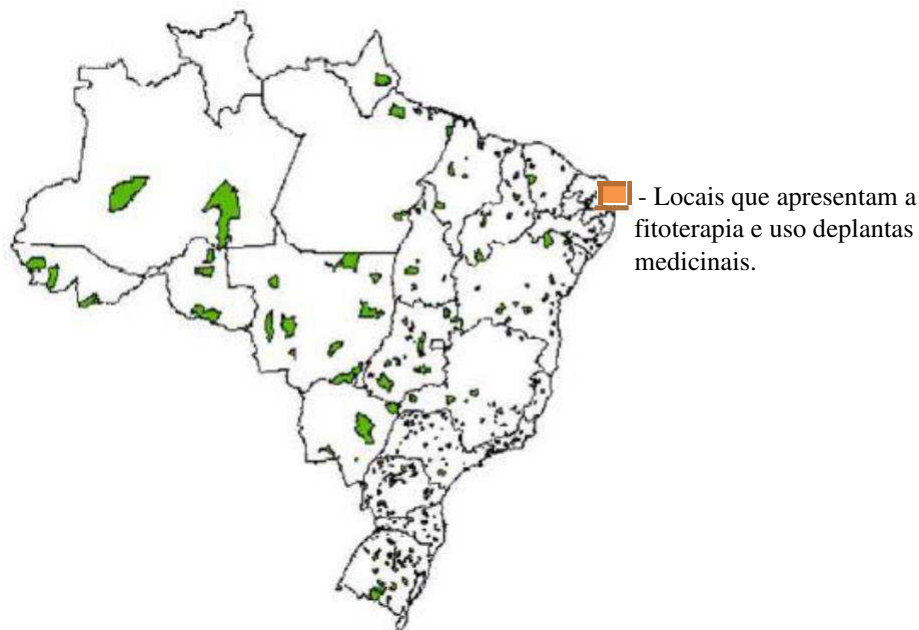 - Locais que apresentam a
fitoterapia e uso deplantas
medicinais.